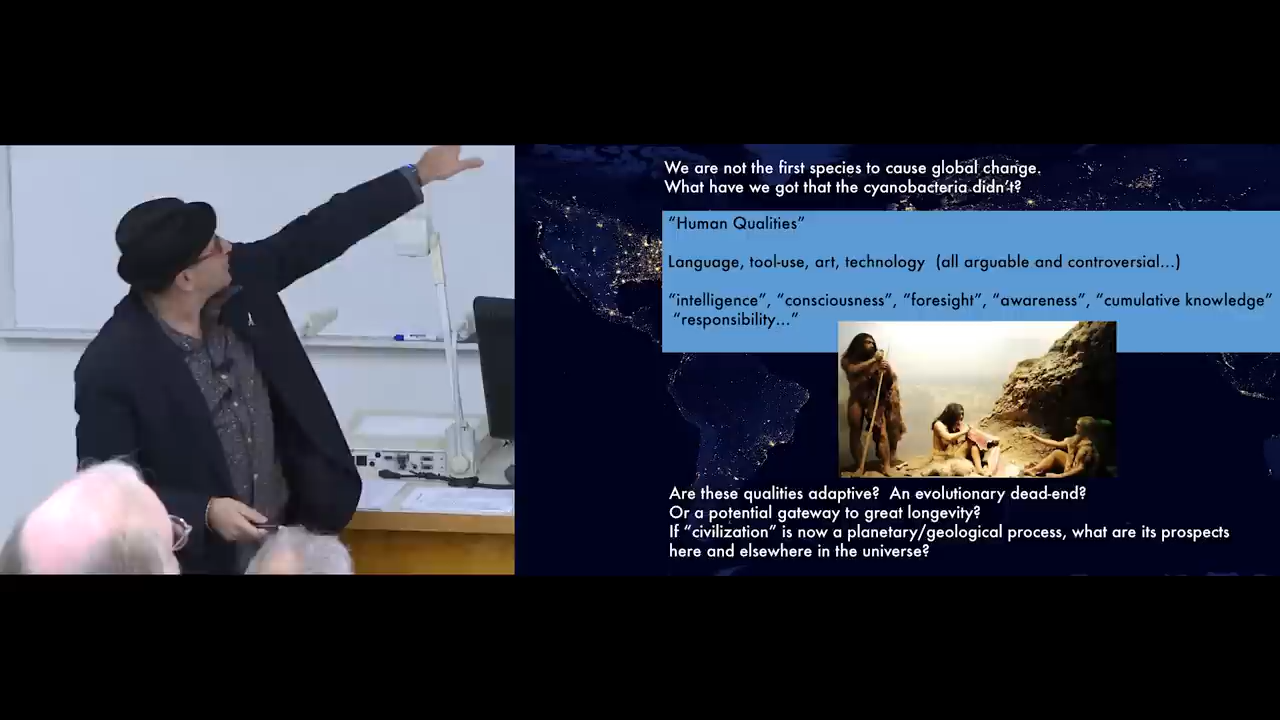 We are not the first species to cause global change.
What have we got that the cyanobacteria didn't?
“Human Qualities”
Language, tool-use, art, technology (all arguable and controversial...)
“intelligence”, “consciousness”, “foresight”, “awareness”, “cumulative knowledge”
“responsibility...”
Are these qualities adaptive? An evolutionary dead-end?
Or a potential gateway to great longevity?
If “civilization” is now a planetary/geological process, what are its prospects
here and elsewhere in the universe?